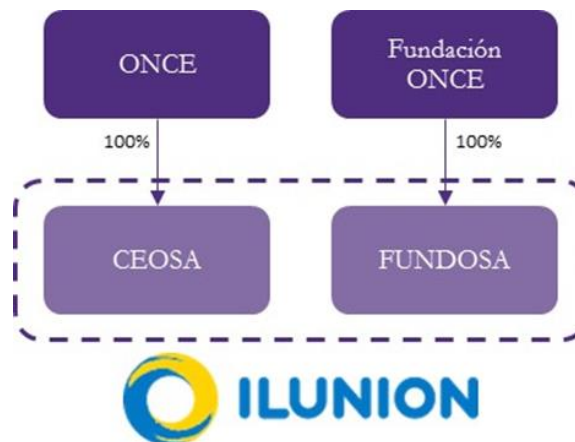 ONCE
Fundación
ONCE
100%
100%
CEOSA
FUNDOSA
ILUNION